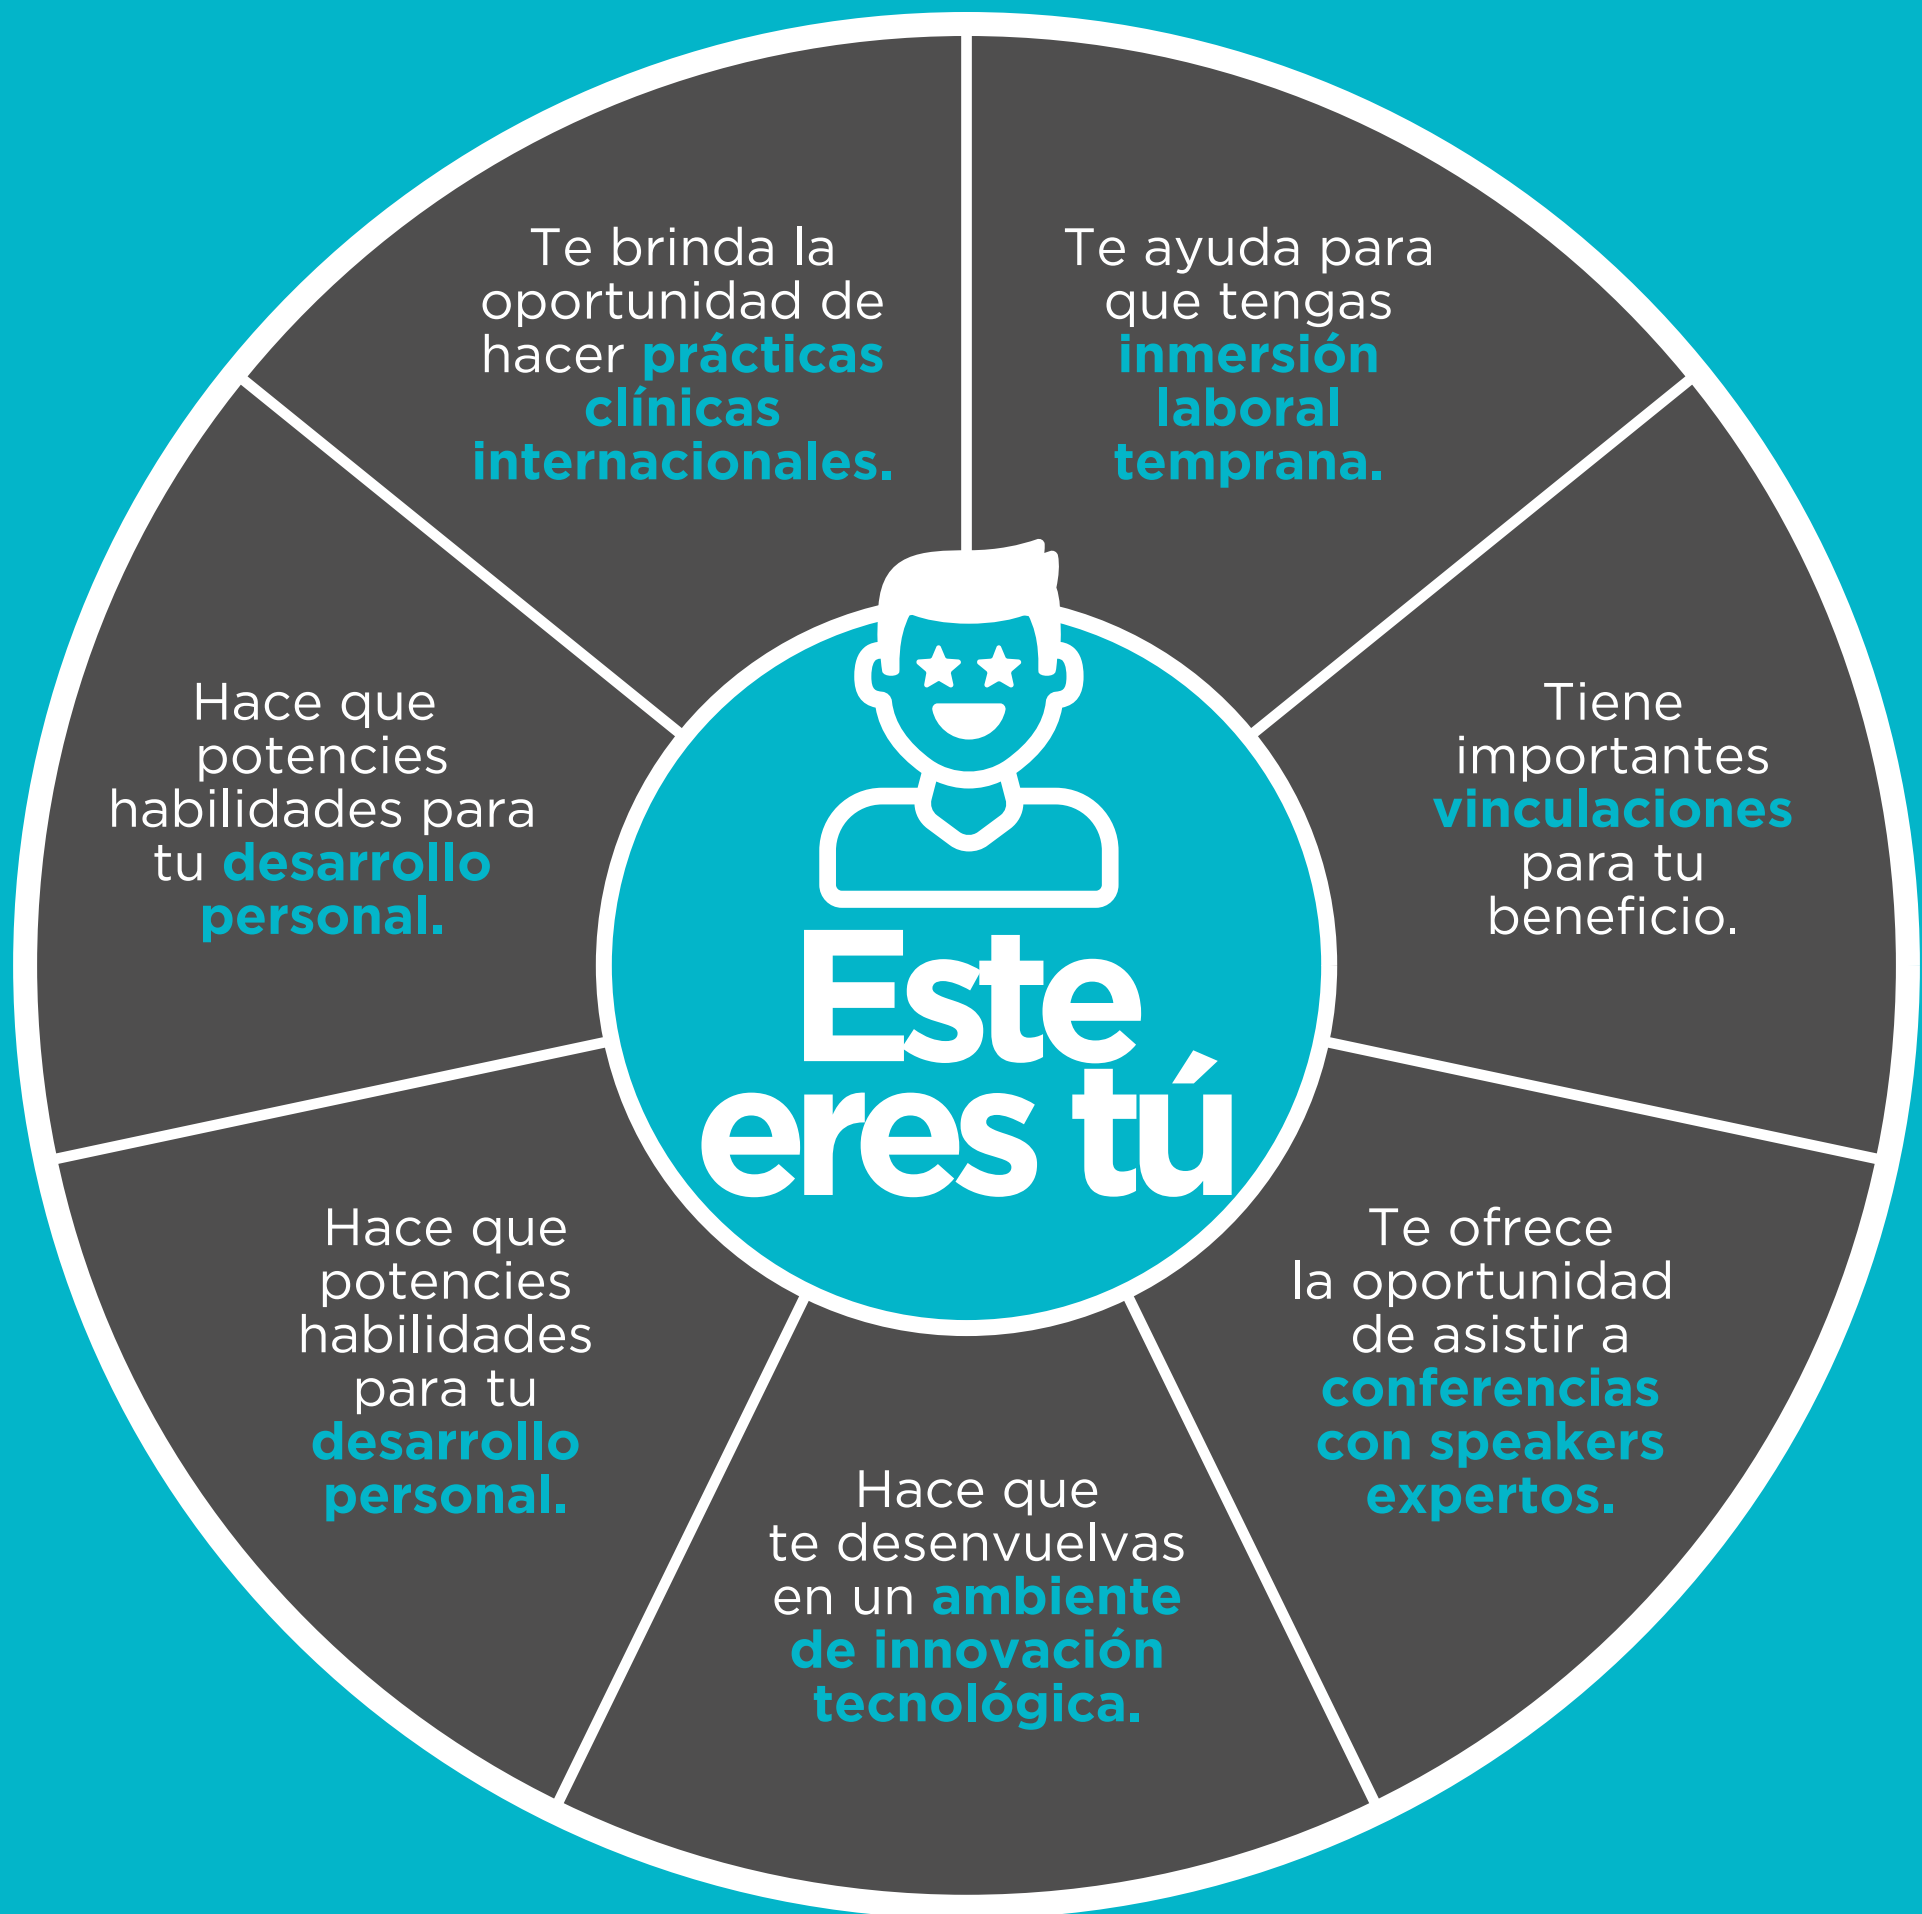 Te brinda la
oportunidad de
hacer prácticas
clínicas
internacionales.
Te ayuda para
que tengas
inmersión
laboral
temprana.
Hace que
potencies
habilidades para
tu desarrollo
personal.
Tiene
importantes
vinculaciones
para tu
beneficio.
Este
eres tú
Hace que
potencies
habilidades
para tu
desarrollo
personal.
Te ofrece
la oportunidad
de asistir a
conferencias
con speakers
expertos.
Hace que
te desenvuelvas
en un ambiente
de innovación
tecnológica.